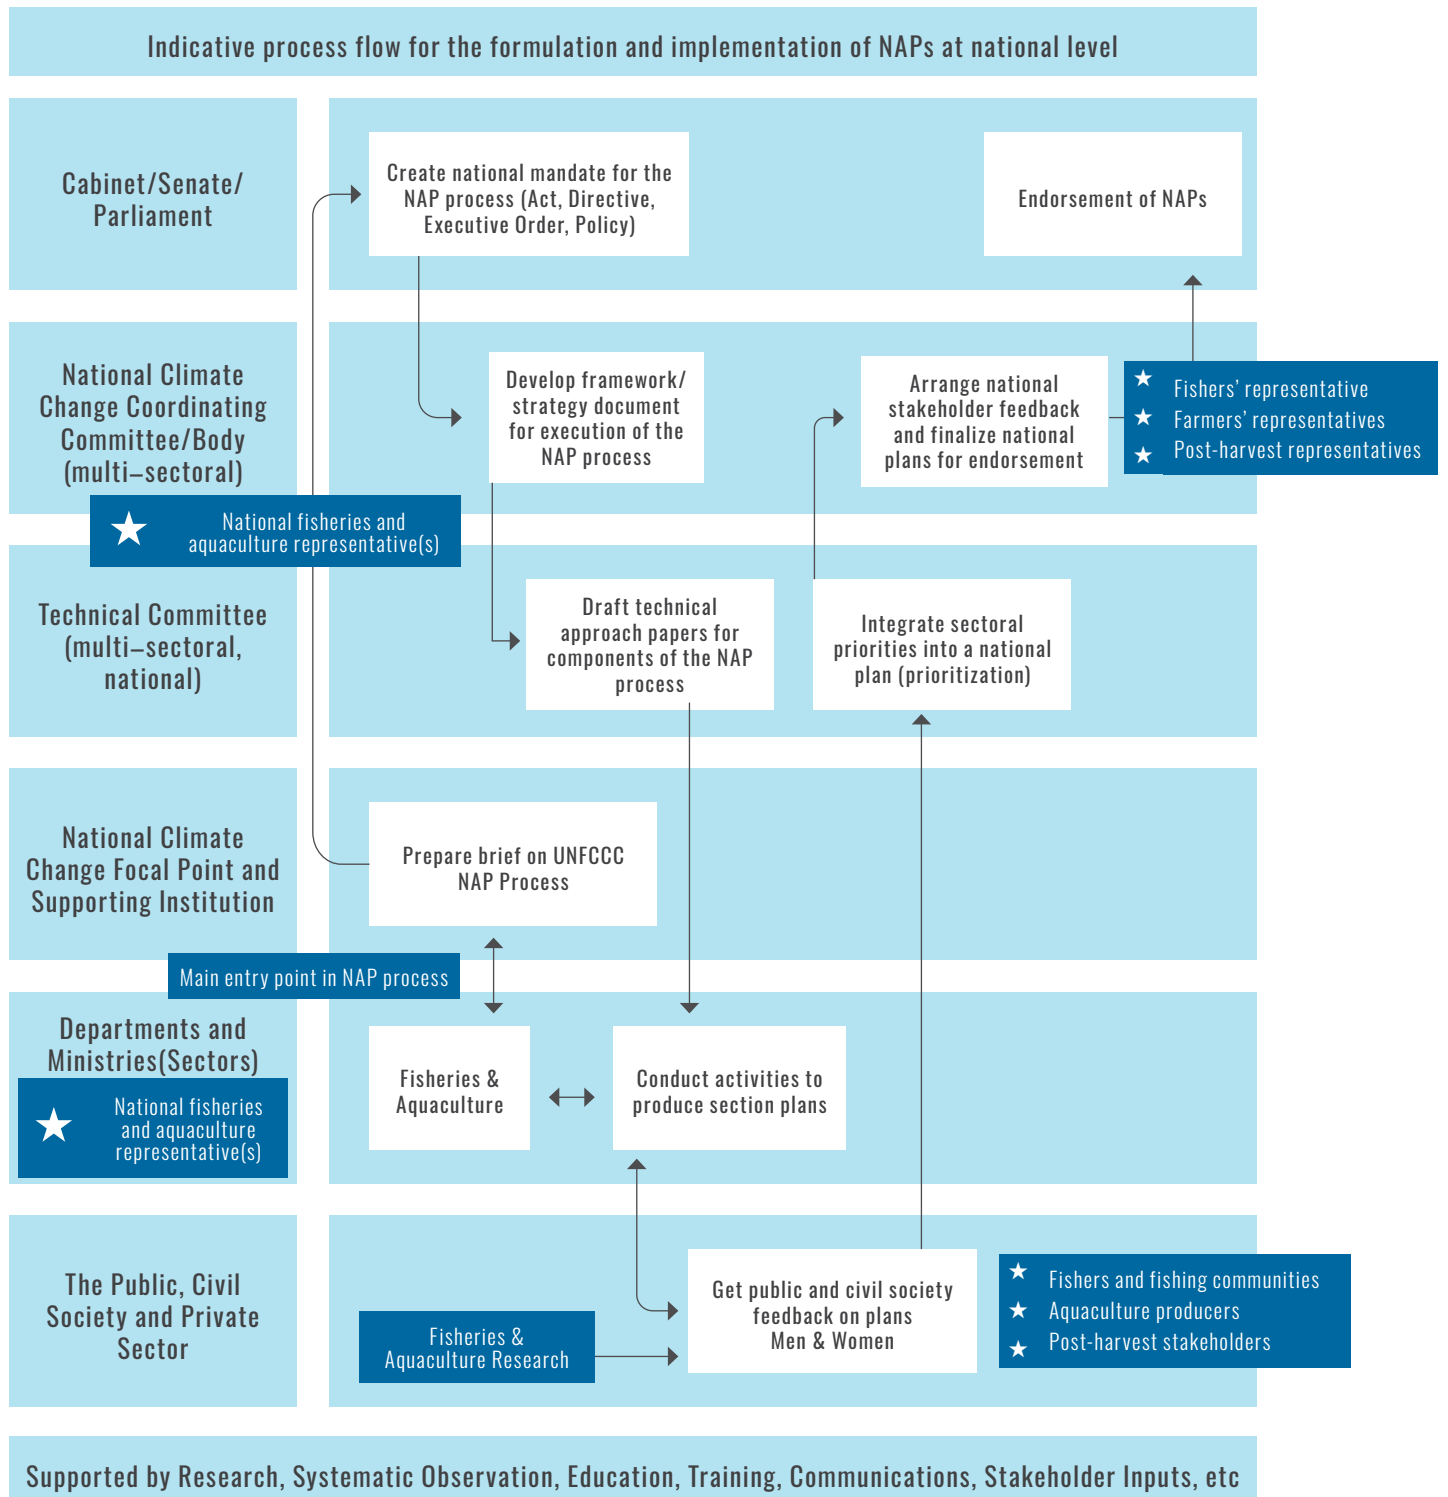 Indicative process flow for the formulation and implementation of NAPs at national level
Cabinet/Senate/
Parliament
Create national mandate for the
NAP process (Act, Directive,
Executive Order, Policy)
Endorsement of NAPs
National Climate
Change Coordinating
Committee/Body
(multi–sectoral)
Develop framework/
strategy document
for execution of the
NAP process
Arrange national
stakeholder feedback
and finalize national
plans for endorsement
Fishers’ representative
Farmers’ representatives
Post-harvest representatives
National fisheries and
aquaculture representative(s)
Technical Committee
(multi–sectoral,
national)
Draft technical
approach papers for
components of the NAP
process
Integrate sectoral
priorities into a national
plan (prioritization)
National Climate
Change Focal Point and
Supporting Institution
Prepare brief on UNFCCC
NAP Process
Main entry point in NAP process
Departments and
Ministries(Sectors)
National fisheries
and aquaculture
representative(s)
Fisheries &
Aquaculture
Conduct activities to
produce section plans
The Public, Civil
Society and Private
Sector
Fisheries &
Aquaculture Research
Get public and civil society
feedback on plans
Men & Women
Fishers and fishing communities
Aquaculture producers
Post-harvest stakeholders
Supported by Research, Systematic Observation, Education, Training, Communications, Stakeholder Inputs, etc